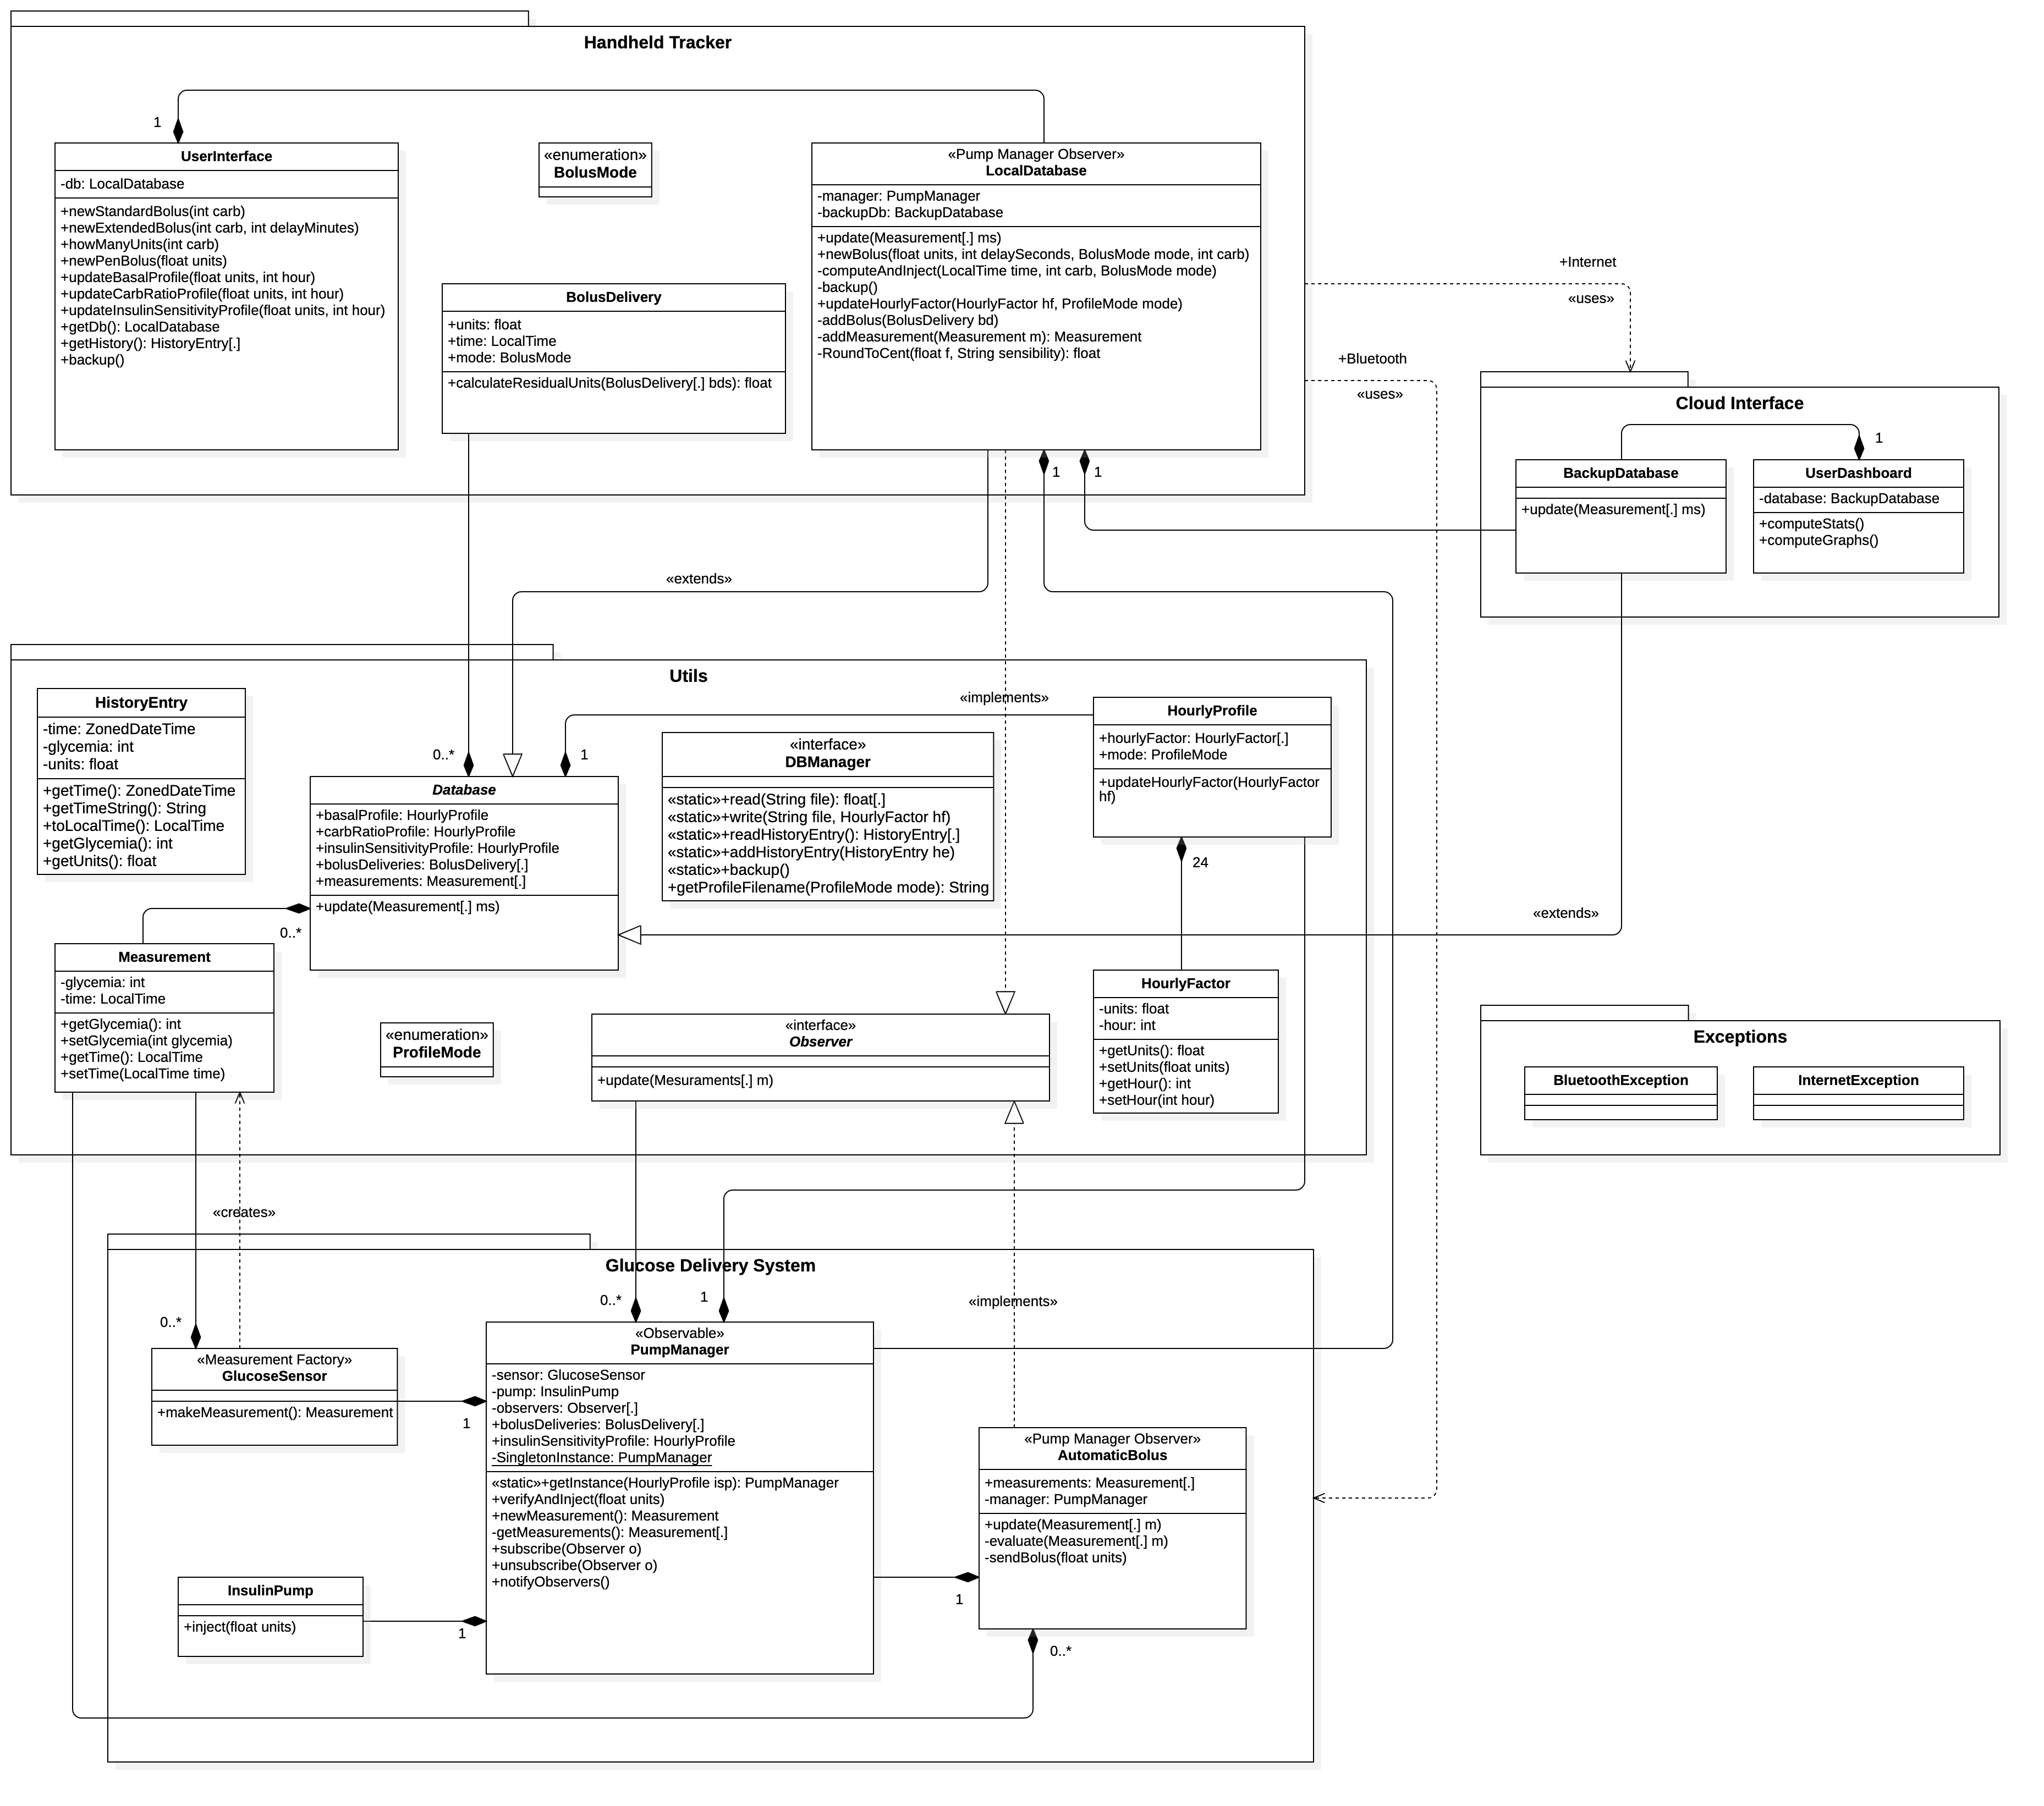 Handheld Tracker
1
UserInterface
-db: LocalDatabase
+newStandardBolus(int carb)
+newExtendedBolus(int carb, int delayMinutes)
+howManyUnits(int carb)
+newPenBolus(float units)
+updateBasalProfile(float units, int hour)
+updateCarbRatioProfile(float units, int hour)
+updateInsulinSensitivityProfile(float units, int hour)
+getDb(): LocalDatabase
+getHistory(): HistoryEntry[.]
+backup()
«enumeration»
BolusMode
BolusDelivery
+units: float
+time: LocalTime
+mode: BolusMode
+calculateResidualUnits(BolusDelivery[.] bds): float
«Pump Manager Observer»
LocalDatabase
-manager: PumpManager
-backupDb: BackupDatabase
+update(Measurement[.] ms)
+newBolus(float units, int delaySeconds, BolusMode mode, int carb)
-computeAndInject(LocalTime time, int carb, BolusMode mode)
-backup()
+updateHourlyFactor(HourlyFactor hf, ProfileMode mode)
-addBolus(BolusDelivery bd)
-addMeasurement(Measurement m): Measurement
-RoundToCent(float f, String sensibility): float
1
1
+Internet
«uses»
+Bluetooth
«uses»
Cloud Interface
1
BackupDatabase
+update(Measurement[.] ms)
UserDashboard
-database: BackupDatabase
+computeStats()
+computeGraphs()
«extends»
Utils
HistoryEntry
-time: ZonedDateTime
-glycemia: int
-units: float
+getTime(): ZonedDateTime
+getTimeString(): String
+toLocalTime(): LocalTime
+getGlycemia(): int
+getUnits(): float
0..*
1
Database
+basalProfile: HourlyProfile
+carbRatioProfile: HourlyProfile
+insulinSensitivityProfile: HourlyProfile
+bolusDeliveries: BolusDelivery[.]
+measurements: Measurement[.]
+update(Measurement[.] ms)
0..*
«implements»
«interface»
DBManager
«static»+read(String file): float[.]
«static»+write(String file, HourlyFactor hf)
«static»+readHistoryEntry(): HistoryEntry[.]
«static»+addHistoryEntry(HistoryEntry he)
«static»+backup()
+getProfileFilename(ProfileMode mode): String
HourlyProfile
+hourlyFactor: HourlyFactor[.]
+mode: ProfileMode
+updateHourlyFactor(HourlyFactor
hf)
24
«extends»
Measurement
-glycemia: int
-time: LocalTime
+getGlycemia(): int
+setGlycemia(int glycemia)
+getTime(): LocalTime
+setTime(LocalTime time)
«enumeration»
ProfileMode
«interface»
Observer
+update(Mesuraments[.] m)
HourlyFactor
-units: float
-hour: int
+getUnits(): float
+setUnits(float units)
+getHour(): int
+setHour(int hour)
Exceptions
BluetoothException
InternetException
«creates»
Glucose Delivery System
0..*
0..*
1
«implements»
«Measurement Factory»
GlucoseSensor
+makeMeasurement(): Measurement
1
«Observable»
PumpManager
-sensor: GlucoseSensor
-pump: InsulinPump
-observers: Observer[.]
+bolusDeliveries: BolusDelivery[.]
+insulinSensitivityProfile: HourlyProfile
-SingletonInstance: PumpManager
«static»+getInstance(HourlyProfile isp): PumpManager
+verifyAndInject(float units)
+newMeasurement(): Measurement
-getMeasurements(): Measurement[.]
+subscribe(Observer o)
+unsubscribe(Observer o)
+notifyObservers()
«Pump Manager Observer»
AutomaticBolus
+measurements: Measurement[.]
-manager: PumpManager
+update(Measurement[.] m)
-evaluate(Measurement[.] m)
-sendBolus(float units)
1
InsulinPump
+inject(float units)
1
0..*